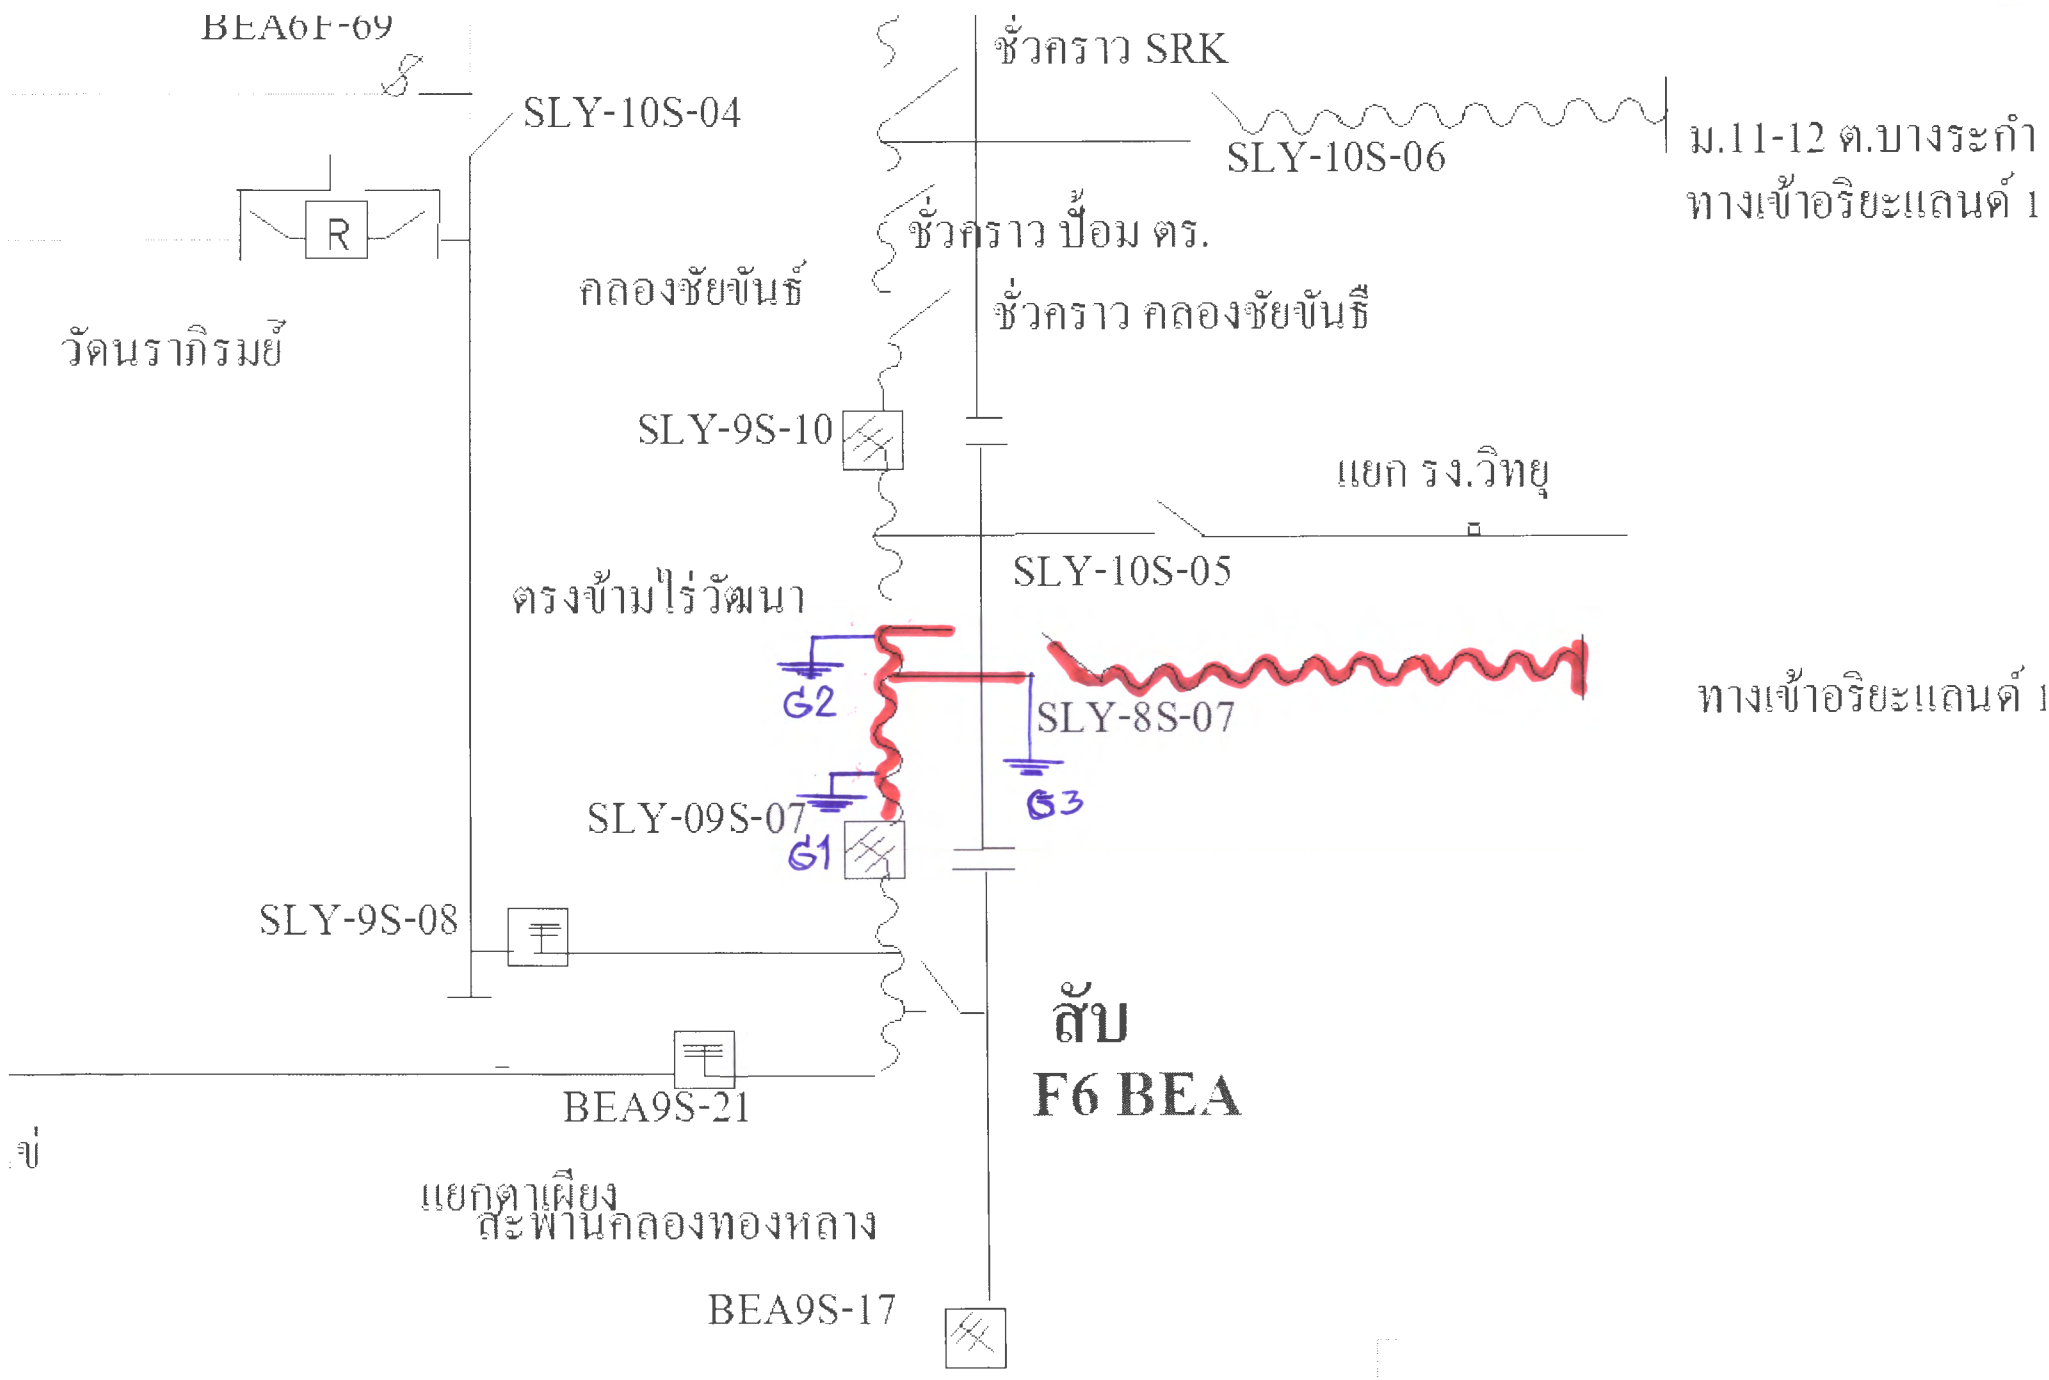 BEA6F-69
ชั่วคราว SRK
SLY-10S-04
ม.11-12 ต.บางระกำ
SLY-10S-06
ทางเข้าอริยะแลนด์ 1
R
ชั่วคราว ป้อม ตร.
คลองชัยขันธ์
ชั่วคราว คลองชัยขันธ์
วัดนราภิรมย์
SLY-9S-10
แยก รง.วิทยุ
SLY-10S-05
ตรงข้ามไร่วัฒนา
G2
SLY-8S-07
ทางเข้าอริยะแลนด์ 1
G3
SLY-09S-07
G1
SLY-9S-08
สับ
F6 BEA
BEA9S-21
ข่
แยกตาเผียง
สะพานคลองทองหลาง
BEA9S-17